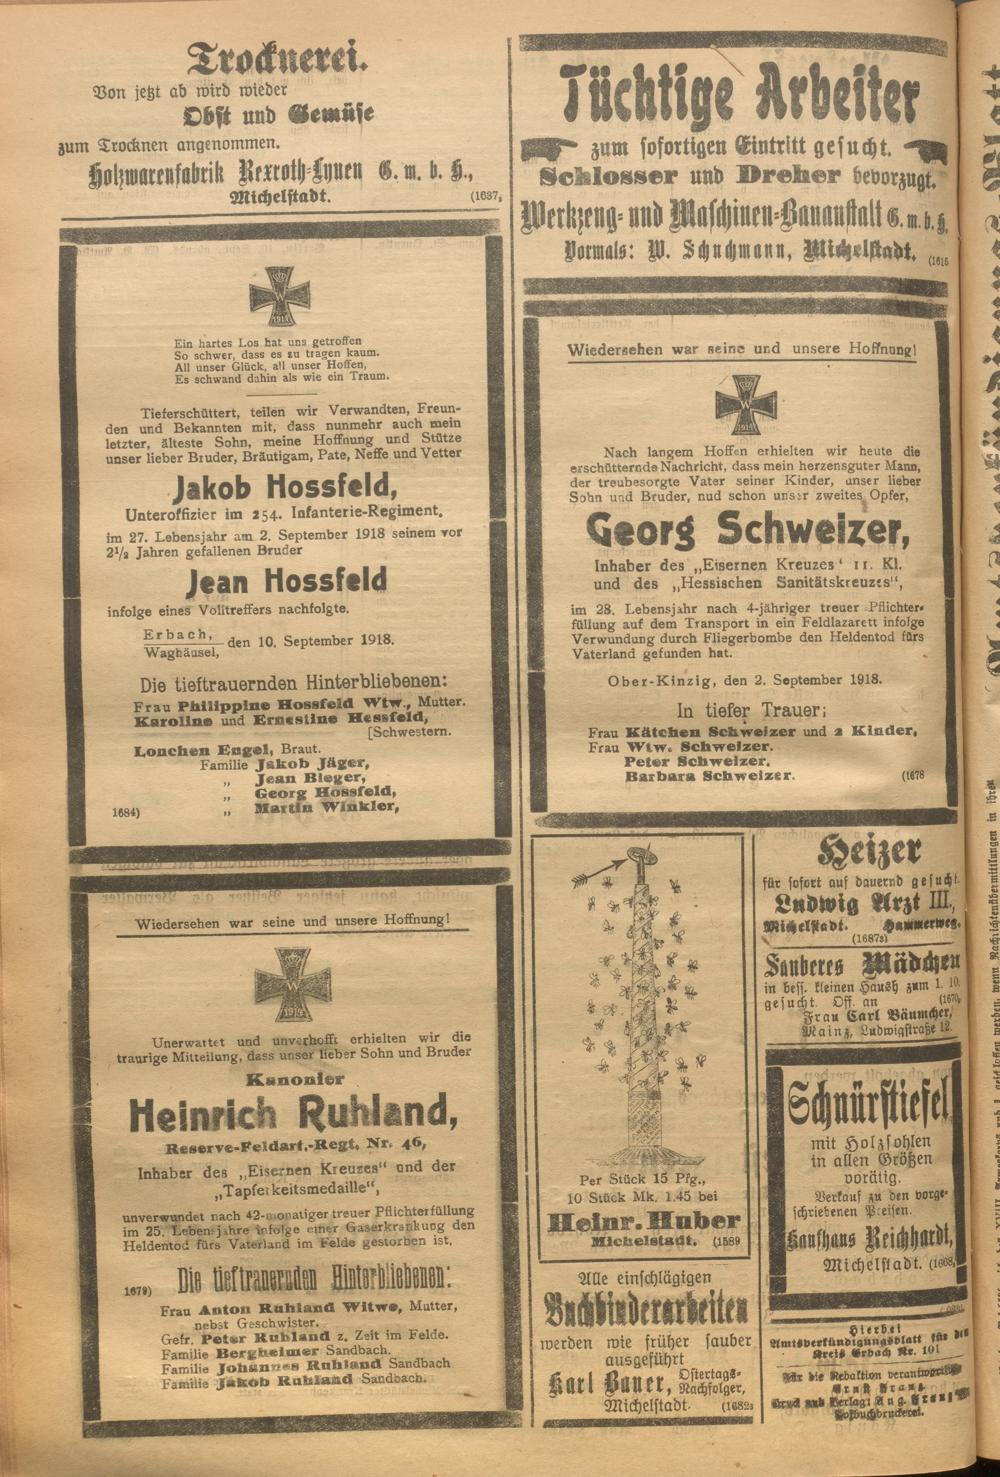 Trocknerei.
Von jetzt ab wird wieder
Obst und Gemüse
zum Trocknen angenommen.
Holzwarenfabrik Rexroth-Lynen G. m. b. H.,
Michelstadt. (1637
Ein hartes Los hat uns getroffen
So schwer, dass es zu tragen kaum.
All unser Glück, all unser Hoffen,
Es schwand dahin als wie ein Traum.
Tieferschüttert, teilen wir Verwandten, Freun-
den und Bekannten mit, dass nunmehr auch mein
letzter, älteste Sohn, meine Hoffnung und Stütze
unser lieber Bruder, Bräutigam, Pate, Neffe und Vetter
Jakob Hossfeld,
Unteroffizier im 254. Infanterie-Regiment,
im 27. Lebensjahr am 2. September 1918 seinem vor
2½ Jahren gefallenen Bruder
Jean Hossfeld
infolge eines Volltreffers nachfolgte.
Erbach,
Waghäusel, den 10. September 1918.
Die tieftrauernden Hinterbliebenen:
Frau Philippine Hossfeld Wtw., Mutter.
Karoline und Ernestine Hessfeld,
[Schwestern.
Lonchen Engel, Braut.
Familie Jakob Jäger,
„ Jean Bieger,
„ Georg Hossfeld,
1684) „ Martin Winkler,
Wiedersehen war seine und unsere Hoffnung!
W
1914
Unerwartet und unverhofft erhielten wir die
traurige Mitteilung, dass unser lieber Sohn und Bruder
Kanonier
Heinrich Ruhland,
Reserve-Feldart.-Regt. Nr. 46,
Inhaber des „Eisernen Kreuzes“ und der
„Tapferkeitsmedaille“,
unverwundet nach 42-monatiger treuer Pflichterfüllung
im 25. Lebensjahre infolge einer Gaserkrankung den
Heldentod fürs Vaterland im Felde gestorben ist.
1679) Die tieftrauernden Hinterbliebenen:
Frau Anton Ruhland Witwe, Mutter,
nebst Geschwister.
Gefr. Peter Ruhland z. Zeit im Felde.
Familie Bergheimer Sandbach.
Familie Johannes Ruhland Sandbach
Familie Jakob Ruhland Sandbach.
Tüchtige Arbeiter
zum sofortigen Eintritt gesucht.
Schlosser und Dreher bevorzugt.
Werkzeug- und Maschinen-Bauanstalt G. m. b. H.
Vormals: W. Schuchmann, Michelstadt. (1616
Wiedersehen war seine und unsere Hoffnung!
W
1914
Nach langem Hoffen erhielten wir heute die
erschütternde Nachricht, dass mein herzensguter Mann,
der treubesorgte Vater seiner Kinder, unser lieber
Sohn und Bruder, nud schon unser zweites Opfer,
Georg Schweizer,
Inhaber des „Eisernen Kreuzes‘ II. Kl.
und des „Hessischen Sanitätskreuzes“,
im 28. Lebensjahr nach 4-jähriger treuer Pflichter-
füllung auf dem Transport in ein Feldlazarett infolge
Verwundung durch Fliegerbombe den Heldentod fürs
Vaterland gefunden hat.
Ober-Kinzig, den 2. September 1918.
In tiefer Trauer:
Frau Kätchen Schweizer und 2 Kinder,
Frau Wtw. Schweizer.
Peter Schweizer.
Barbara Schweizer. (1678
Per Stück 15 Pfg.,
10 Stück Mk. 1.45 bei
Heinr. Huber
Michelstadt. (1589
Alle einschlägigen
Buchbinderarbeiten
werden wie früher sauber
ausgeführt
Karl Bauer, Ostertags-
Nachfolger,
Michelstadt. (1682
Heizer
für sofort auf dauernd gesucht.
Ludwig Arzt III.,
Michelstadt. Hammerweg.
(1687
Sauberes Mädchen
in bess. kleinen Haush zum 1. 10.
gesucht. Off. an (1670
Frau Carl Bäumcher,
Mainz, Ludwigstraße 12.
Schnürstiefel
mit Holzsohlen
in allen Größen
vorätig.
Verkauf zu den vorge-
schriebenen Preisen.
Kaufhaus Reichhardt,
Michelstadt. (1608
Hierbei
Amtsverkündigungsblatt für den
Kreis Erbach Nr. 101
Für die Redaktion verantwortlich
Ernst Franz
Druck und Verlag: Aug. Franz
Hofbuchdruckerei.